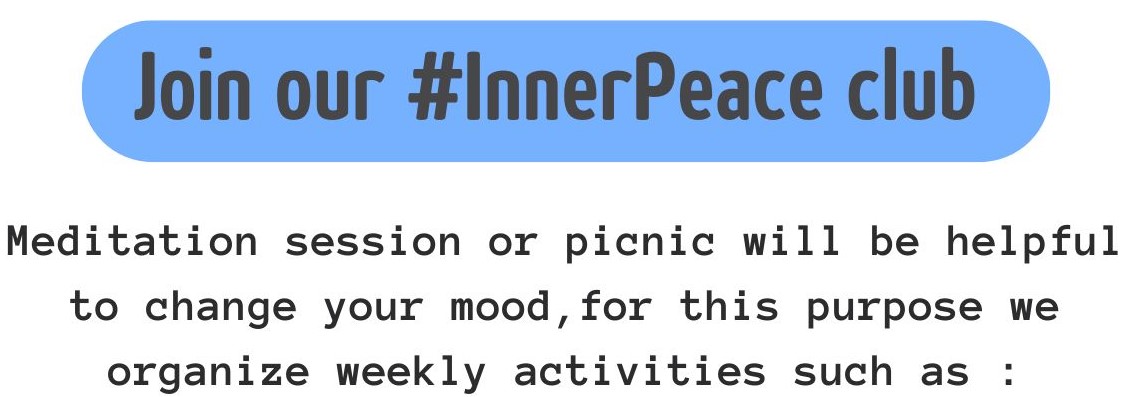 Join our #InnerPeace club
Meditation session or picnic will be helpful
to change your mood,for this purpose we
organize weekly activities such as :